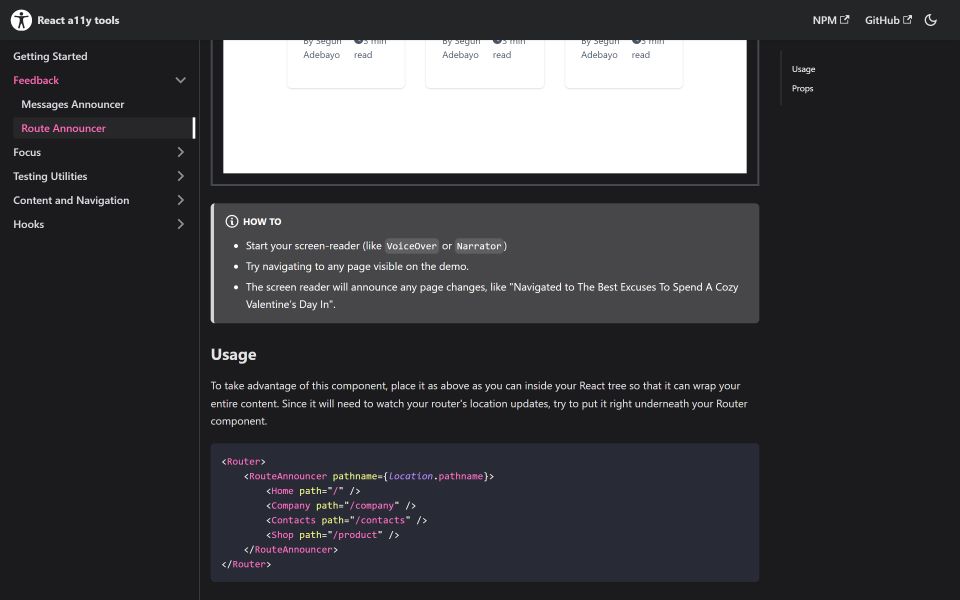 React a11y tools
NPM
GitHub
Getting Started
Feedback
Messages Announcer
Route Announcer
Focus
Testing Utilities
Content and Navigation
Hooks
By Segun
Adebayo
3 min
read
By Segun
Adebayo
3 min
read
By Segun
Adebayo
3 min
read
HOW TO
Start your screen-reader (like VoiceOver or Narrator)
Try navigating to any page visible on the demo.
The screen reader will announce any page changes, like "Navigated to The Best Excuses To Spend A Cozy
Valentine's Day In".
Usage
To take advantage of this component, place it as above as you can inside your React tree so that it can wrap your
entire content. Since it will need to watch your router's location updates, try to put it right underneath your Router
component.
<Router>
<RouteAnnouncer pathname={location.pathname}>
<Home path="/" />
<Company path="/company" />
<Contacts path="/contacts" />
<Shop path="/product" />
</RouteAnnouncer>
</Router>
Usage
Props